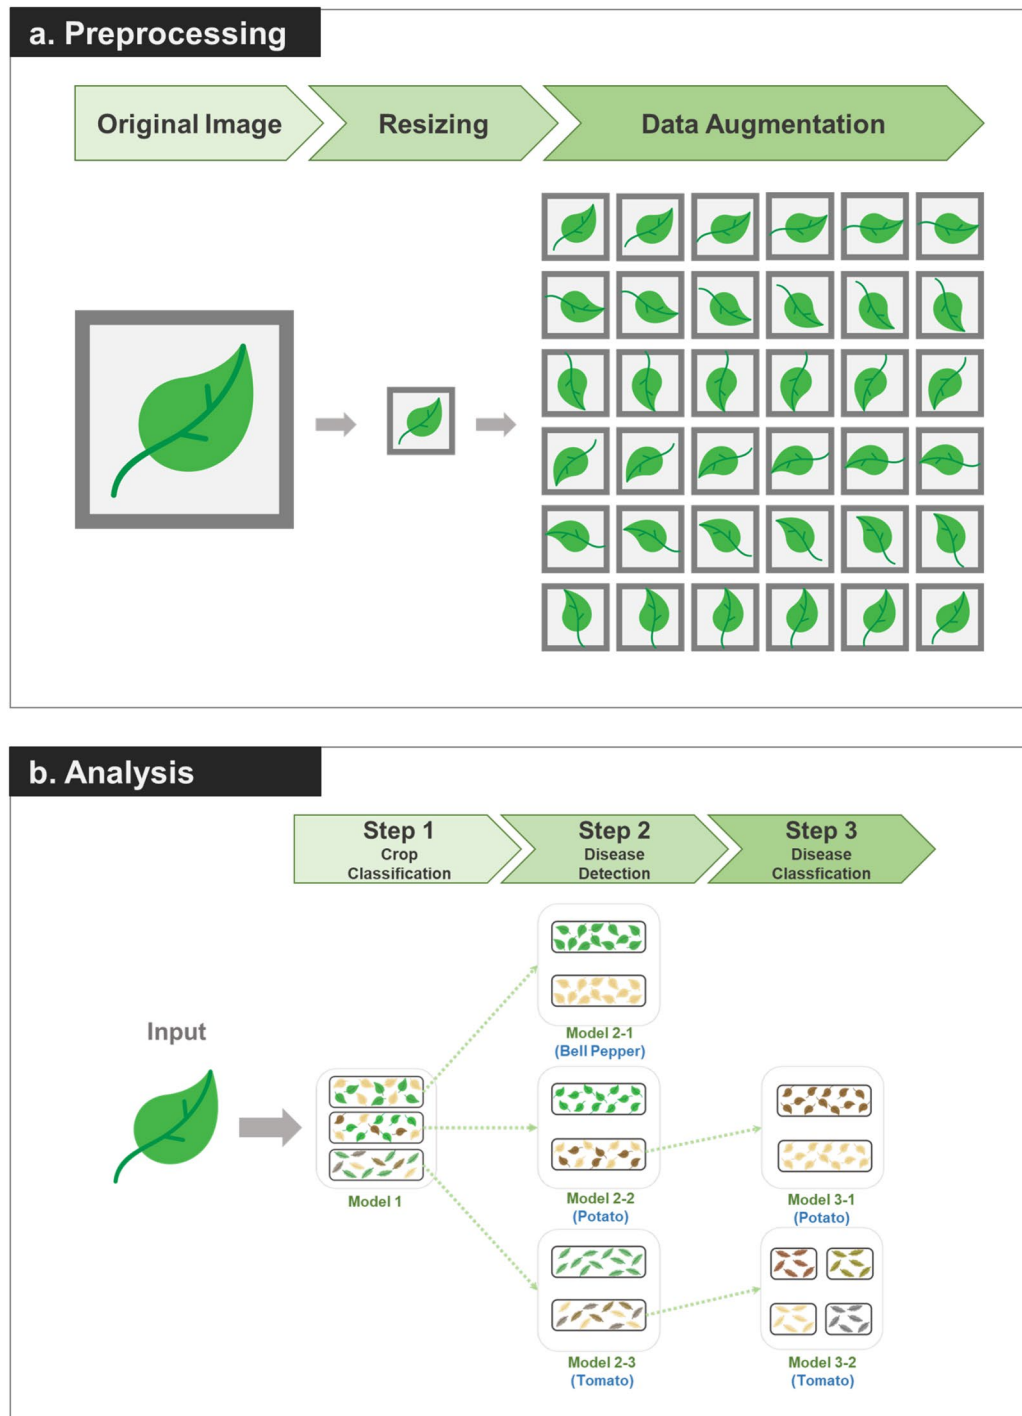 a. Preprocessing
Original Image
Resizing
Data Augmentation
b. Analysis
Step 1
Crop
Classification
Step 2
Disease
Detection
Step 3
Disease
Classfication
Input
Model 1
Model 2-1
(Bell Pepper)
Model 2-2
(Potato)
Model 3-1
(Potato)
Model 2-3
(Tomato)
Model 3-2
(Tomato)